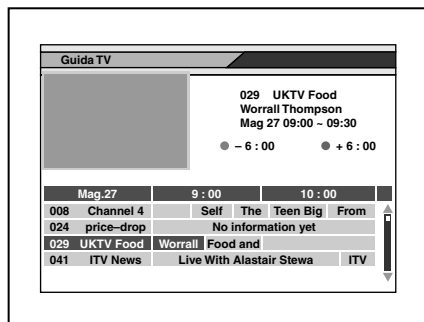 Guida TV
029 UKTV Food
Worrall Thompson
Mag 27 09:00 ~ 09:30
– 6 : 00 + 6 : 00
Mag.27 9 : 00 10 : 00
008 Channel 4 Self The Teen Big From
024 price–drop No information yet
029 UKTV Food Worrall Food and
041 ITV News Live With Alastair Stewa ITV